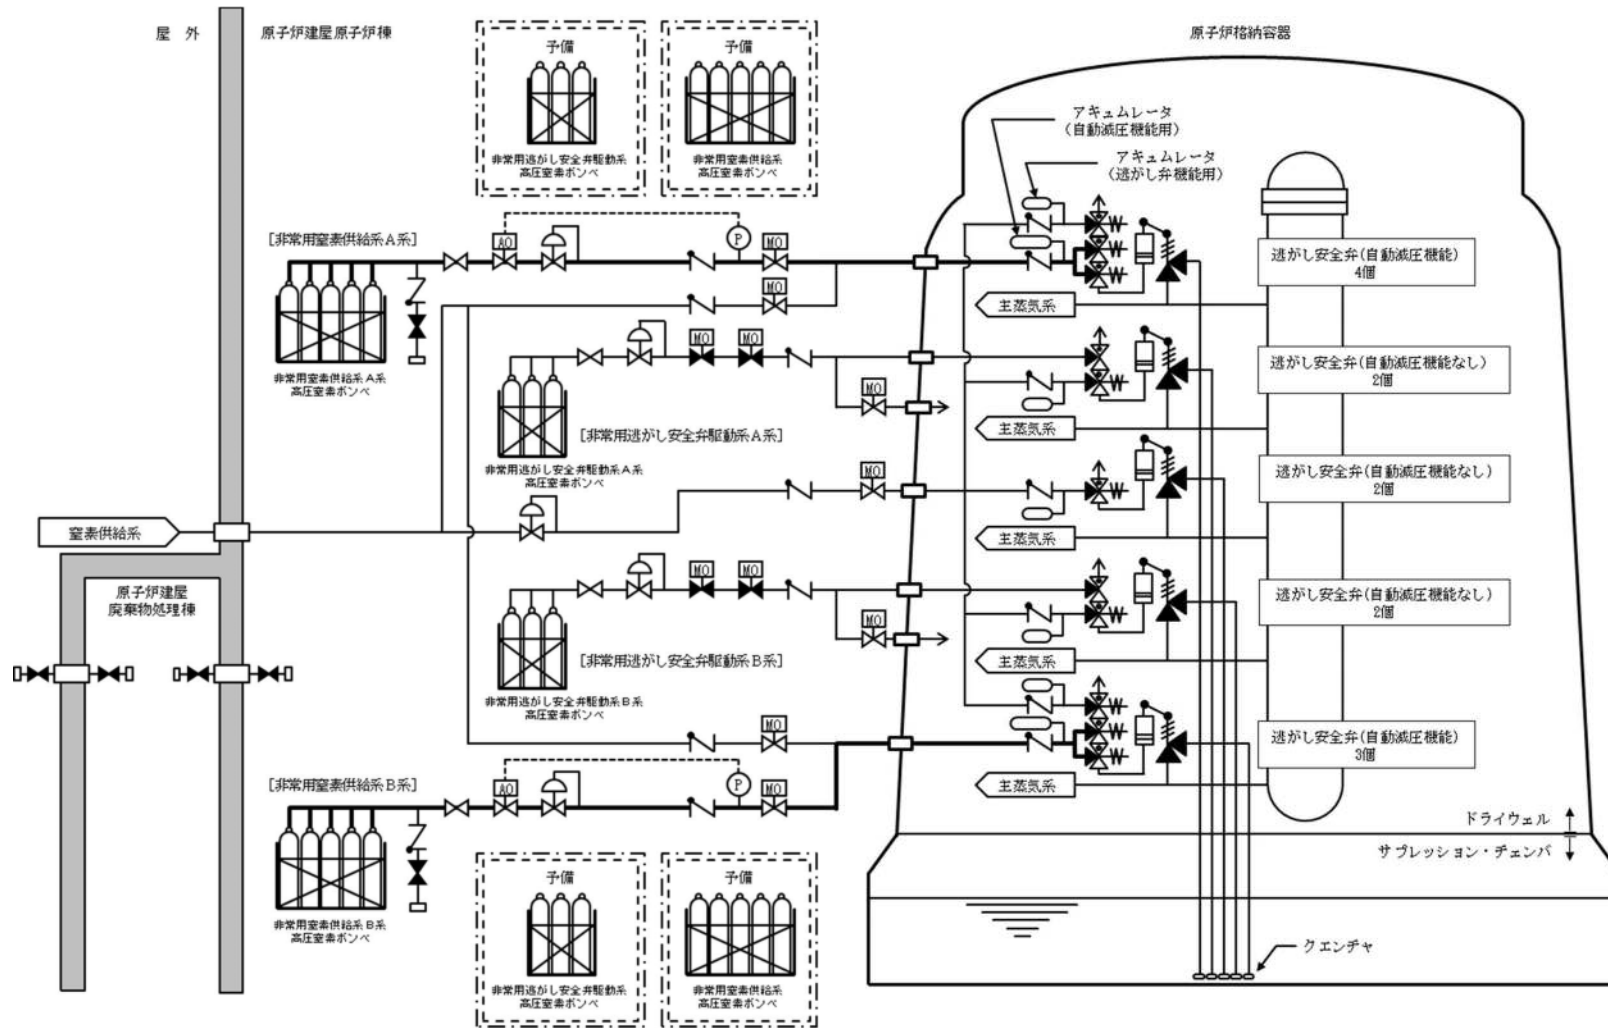 屋 外
原子炉建屋原子炉棟
予備
非常用逃がし安全弁駆動系
高圧窒素ボンベ
予備
非常用窒素供給系
高圧窒素ボンベ
原子炉格納容器
アキュムレータ
(自動減圧機能用)
アキュムレータ
(逃がし弁機能用)
[非常用窒素供給系A系]
AO
P
MO
MO
非常用窒素供給系A系
高圧窒素ボンベ
逃がし安全弁(自動減圧機能)
4個
主蒸気系
MO
MO
MO
[非常用逃がし安全弁駆動系A系]
非常用逃がし安全弁駆動系A系
高圧窒素ボンベ
逃がし安全弁(自動減圧機能なし)
2個
主蒸気系
MO
逃がし安全弁(自動減圧機能なし)
2個
主蒸気系
窒素供給系
原子炉建屋
廃棄物処理棟
MO
MO
MO
[非常用逃がし安全弁駆動系B系]
非常用逃がし安全弁駆動系B系
高圧窒素ボンベ
逃がし安全弁(自動減圧機能なし)
2個
主蒸気系
MO
逃がし安全弁(自動減圧機能)
3個
主蒸気系
[非常用窒素供給系B系]
AO
P
MO
非常用窒素供給系B系
高圧窒素ボンベ
ドライウェル
サプレッション・チェンバ
クエンチャ
予備
非常用逃がし安全弁駆動系
高圧窒素ボンベ
予備
非常用窒素供給系
高圧窒素ボンベ